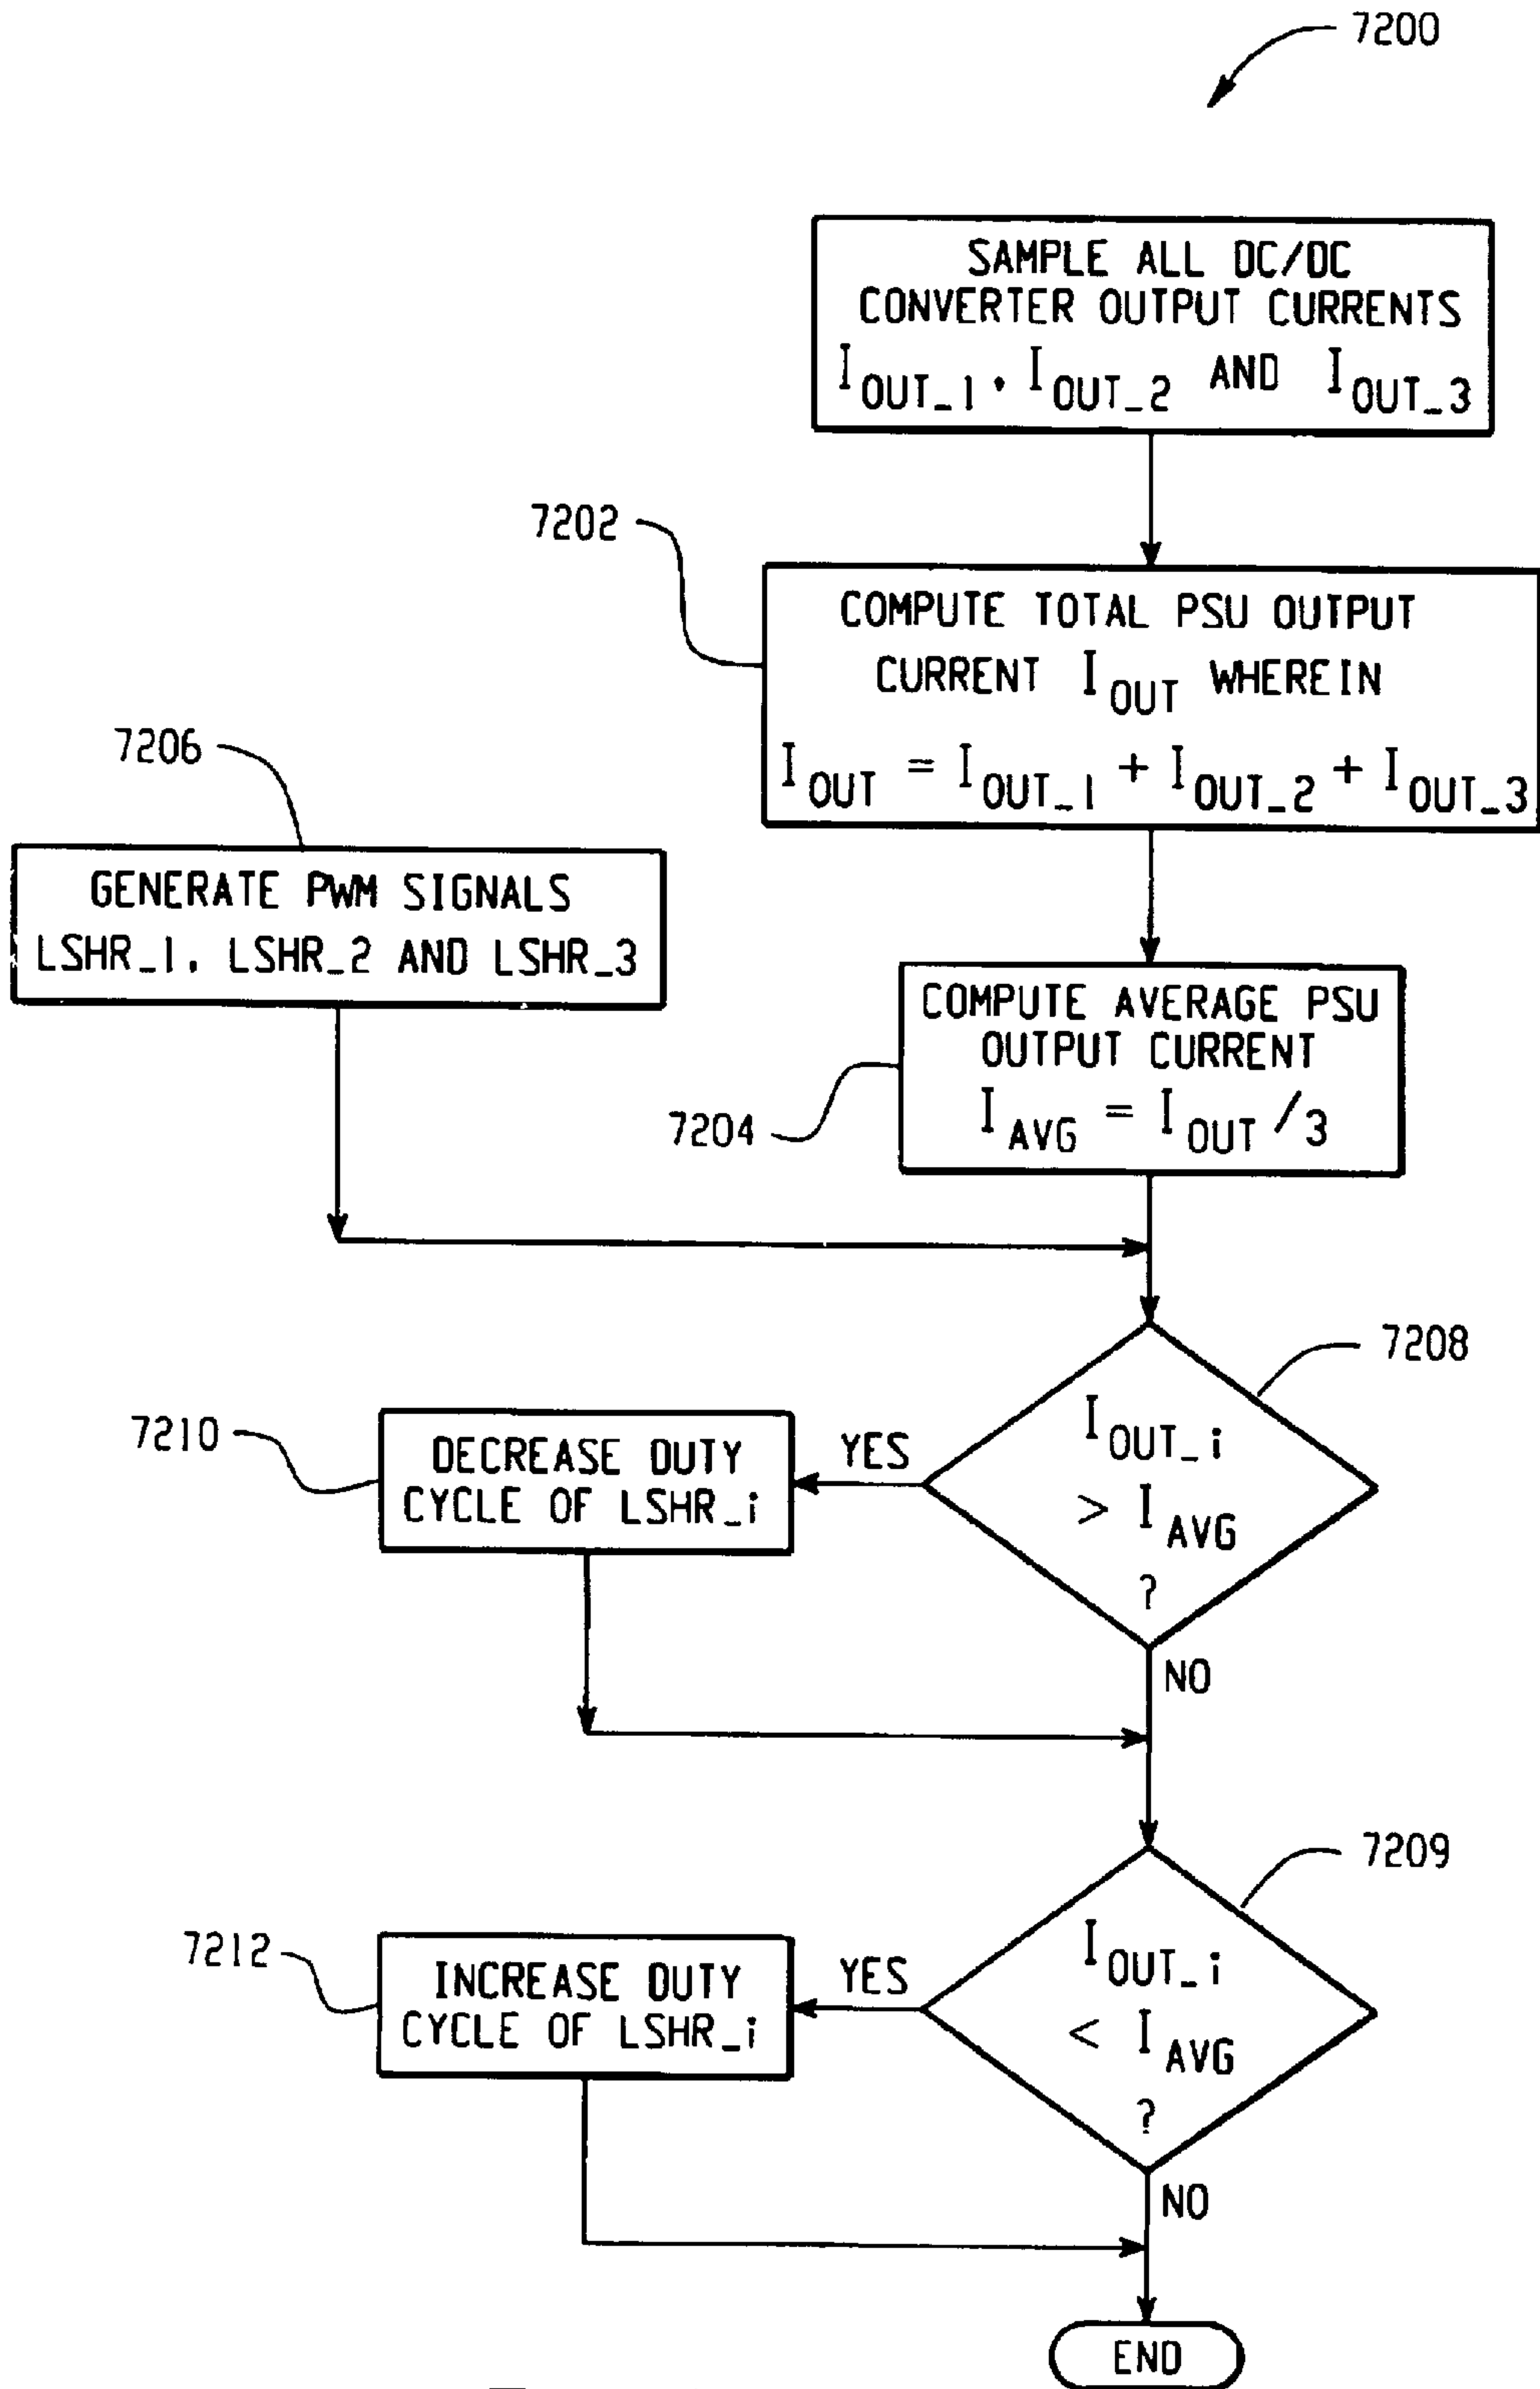 7200
SAMPLE ALL DC/DC
CONVERTER OUTPUT CURRENTS
I OUT_1, I OUT_2 AND I OUT_3
7202
COMPUTE TOTAL PSU OUTPUT
CURRENT I OUT WHEREIN
I OUT = I OUT_1 + I OUT_2 + I OUT_3
7206
GENERATE PWM SIGNALS
LSHR_1, LSHR_2 AND LSHR_3
COMPUTE AVERAGE PSU
OUTPUT CURRENT
I AVG = I OUT /3
7204
7208
I OUT_i
> I AVG
?
YES
7210
DECREASE DUTY
CYCLE OF LSHR_i
NO
7209
I OUT_i
< I AVG
?
YES
7212
INCREASE DUTY
CYCLE OF LSHR_i
NO
END